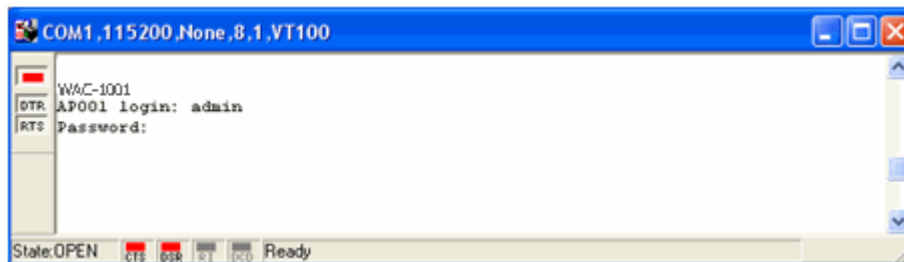 COM1,115200,None,8,1,VT100
WAC-1001
DTR AP001 login: admin
RTS Password:
State:OPEN CTS DSR RI DCD Ready